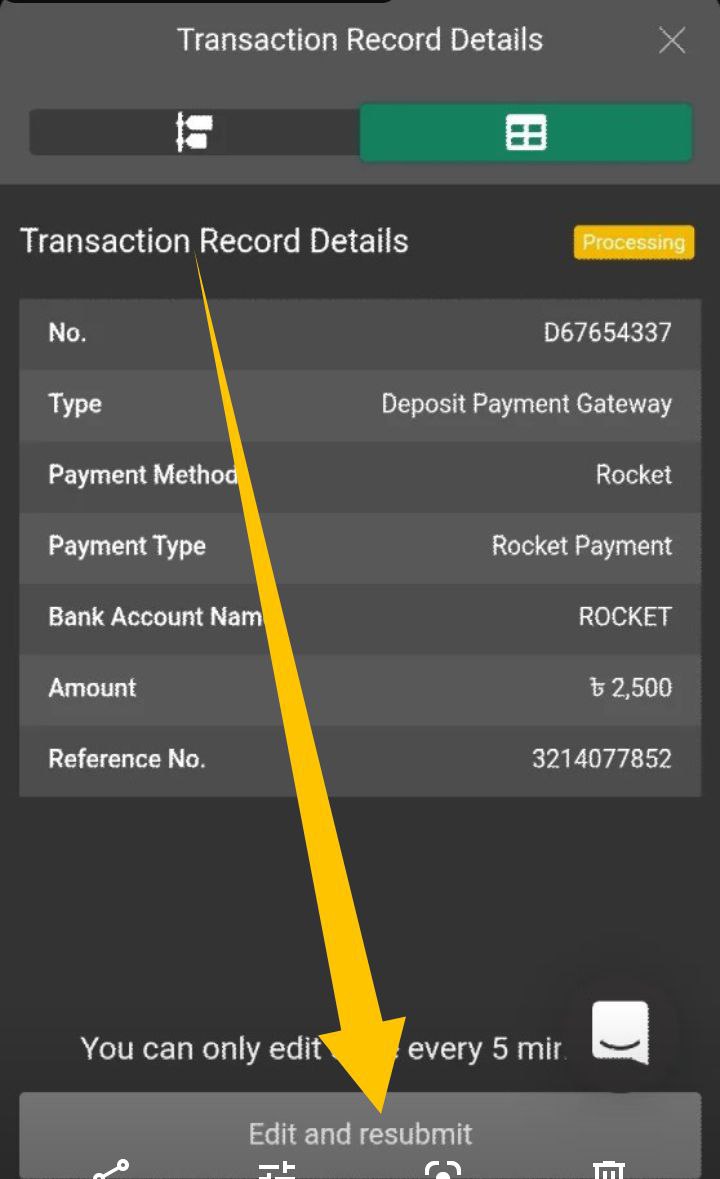 Transaction Record Details
Transaction Record Details
Processing
No. D67654337
Type Deposit Payment Gateway
Payment Method Rocket
Payment Type Rocket Payment
Bank Account Nam ROCKET
Amount ৳ 2,500
Reference No. 3214077852
You can only edit every 5 min
Edit and resubmit